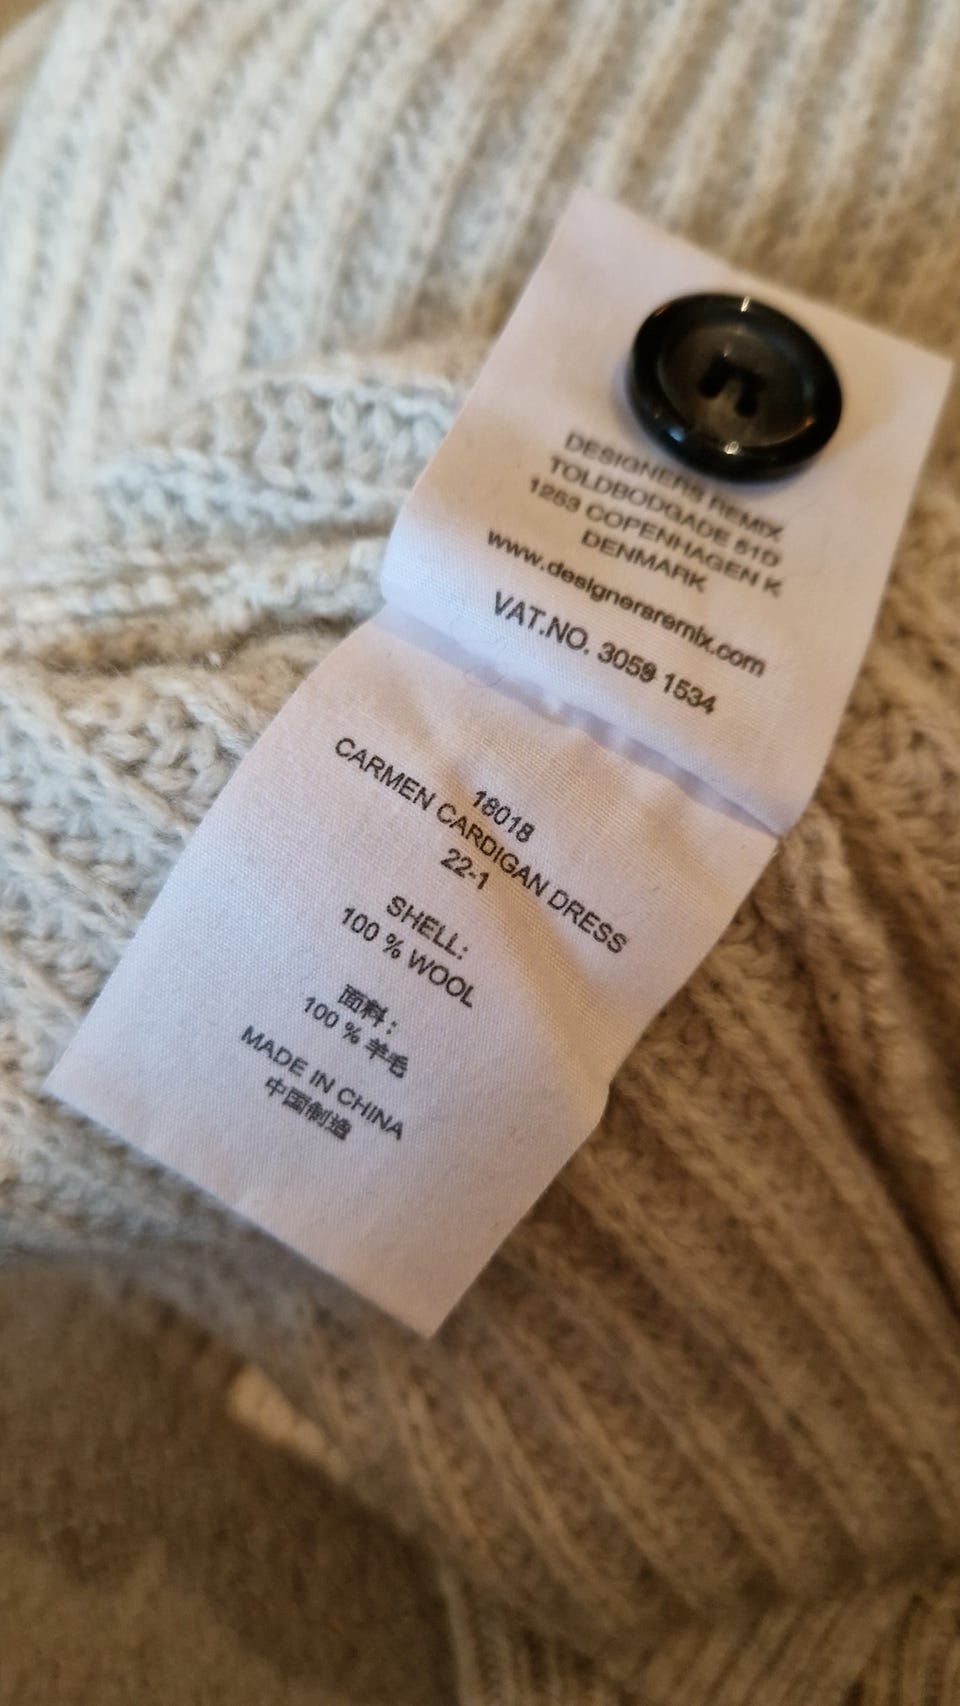 DESIGNERS REMIX
TOLDBODGADE 51D
1253 COPENHAGEN K
DENMARK
www.designersremix.com
VAT.NO. 3059 1534
18018
CARMEN CARDIGAN DRESS
22-1
SHELL:
100 % WOOL
面料：
100 % 羊毛
MADE IN CHINA
中国制造